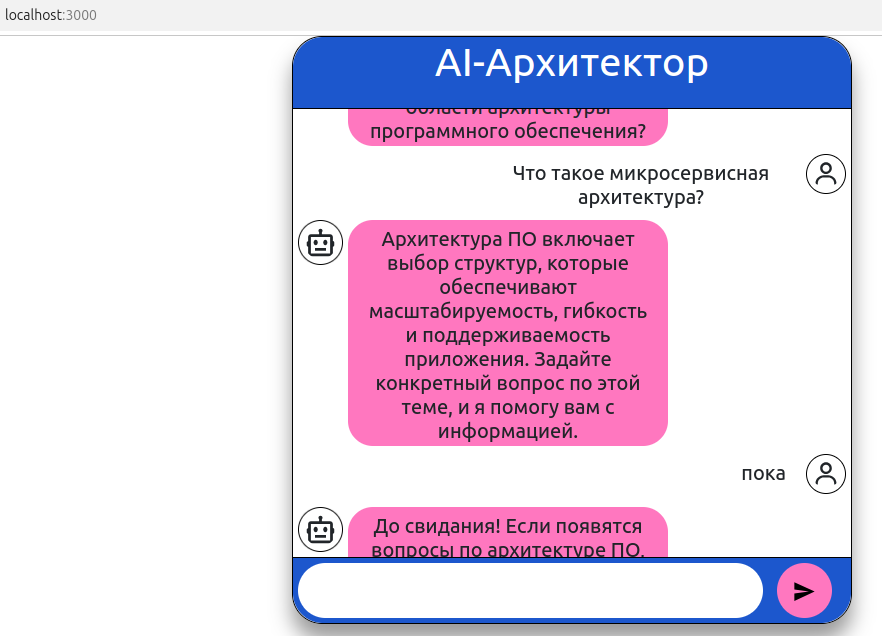 localhost:3000
AI-Архитектор
области архитектуры
программного обеспечения?
Что такое микросервисная
архитектура?
Архитектура ПО включает
выбор структур, которые
обеспечивают
масштабируемость, гибкость
и поддерживаемость
приложения. Задайте
конкретный вопрос по этой
теме, и я помогу вам с
информацией.
пока
До свидания! Если появятся
вопросы по архитектуре ПО,